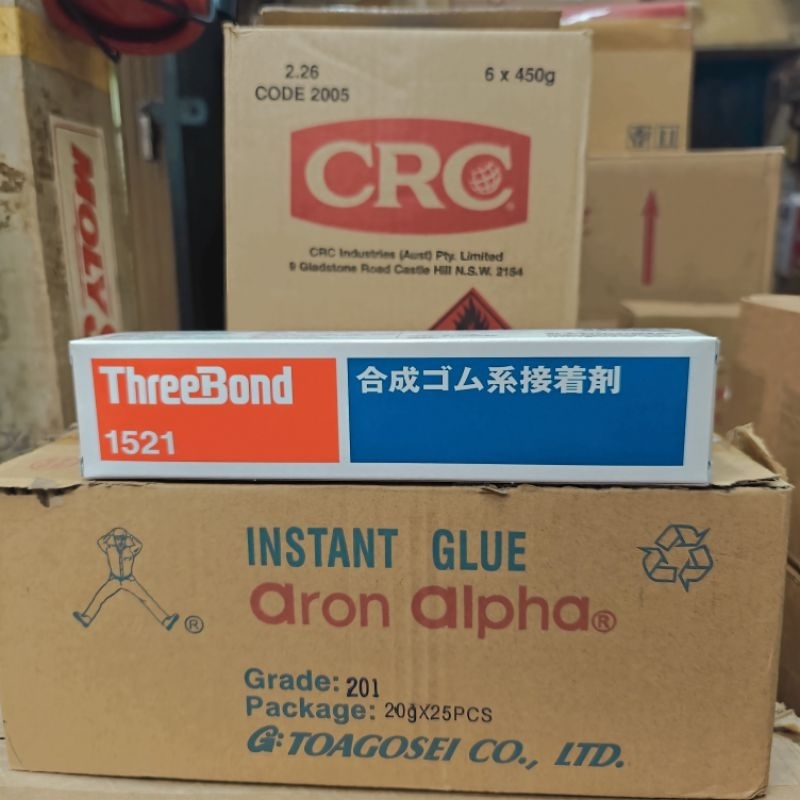 2.26
CODE 2005
6 x 450g
CRC
CRC Industries (Aust) Pty. Limited
9 Gladstone Road Castle Hill N.S.W. 2154
MOLY
ThreeBond
1521
合成ゴム系接着剤
INSTANT GLUE
aron alpha®
®
Grade: 201
Package: 20gX25PCS
G: TOAGOSEI CO., LTD.